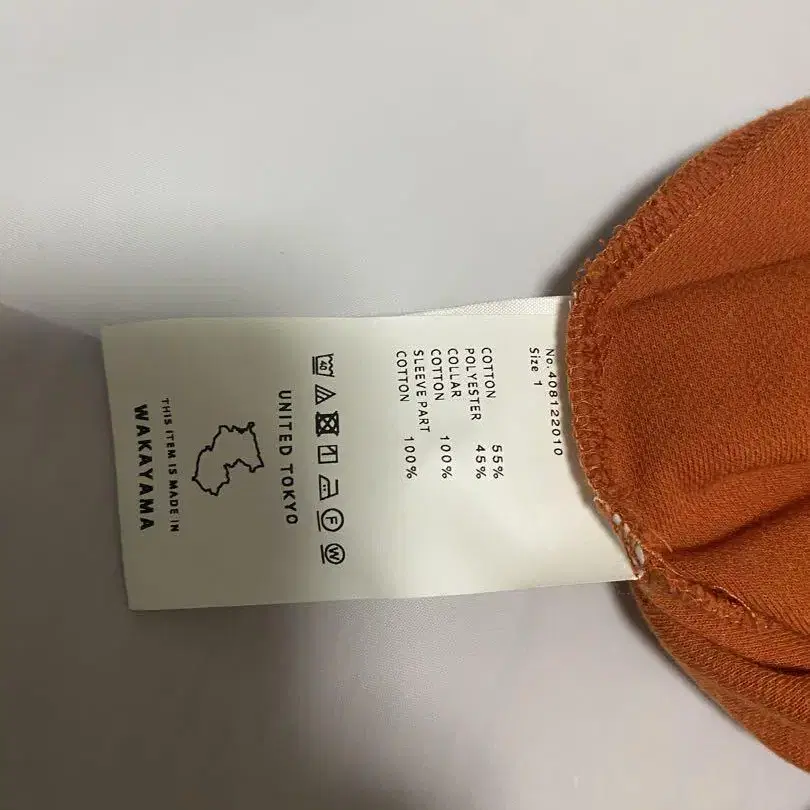 No. 408122010
Size 1
COTTON 55%
POLYESTER 45%
COLLAR
COTTON 100%
SLEEVE PART
COTTON 100%
40
F
W
UNITED TOKYO
THIS ITEM IS MADE IN
WAKAYAMA